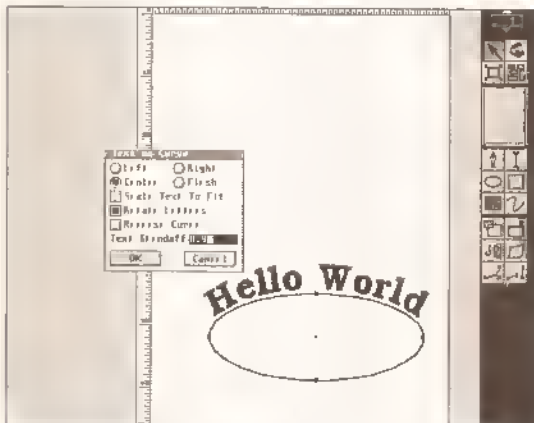 Text on Curve
Left Right
Center Flush
Scale Text To Fit
Rotate Letters
Reverse Curve
Text Standoff:
OK Cancel
Hello World